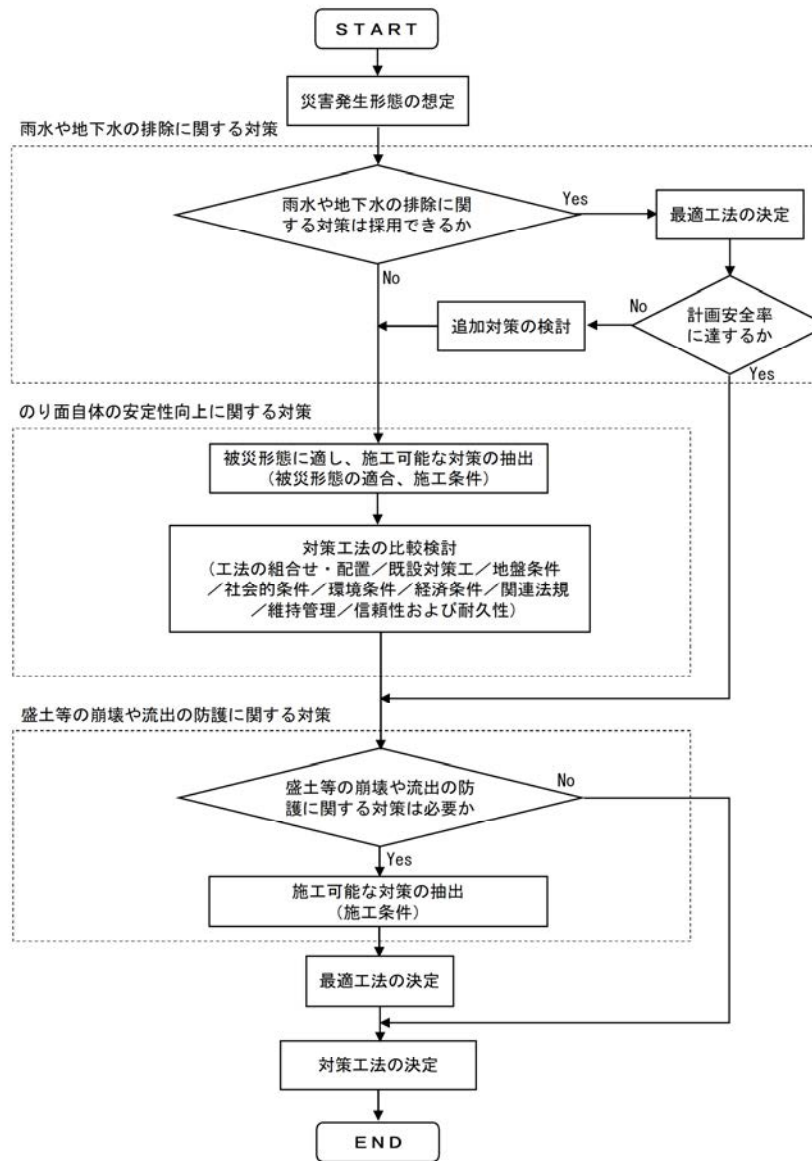 START
災害発生形態の想定
雨水や地下水の排除に関する対策
雨水や地下水の排除に関
する対策は採用できるか
Yes
最適工法の決定
No
計画安全率
に達するか
No
追加対策の検討
Yes
のり面自体の安定性向上に関する対策
被災形態に適し、施工可能な対策の抽出
（被災形態の適合、施工条件）
対策工法の比較検討
（工法の組合せ・配置／既設対策工／地盤条件
／社会的条件／環境条件／経済条件／関連法規
／維持管理／信頼性および耐久性）
盛土等の崩壊や流出の防護に関する対策
盛土等の崩壊や流出の防
護に関する対策は必要か
No
Yes
施工可能な対策の抽出
（施工条件）
最適工法の決定
対策工法の決定
END